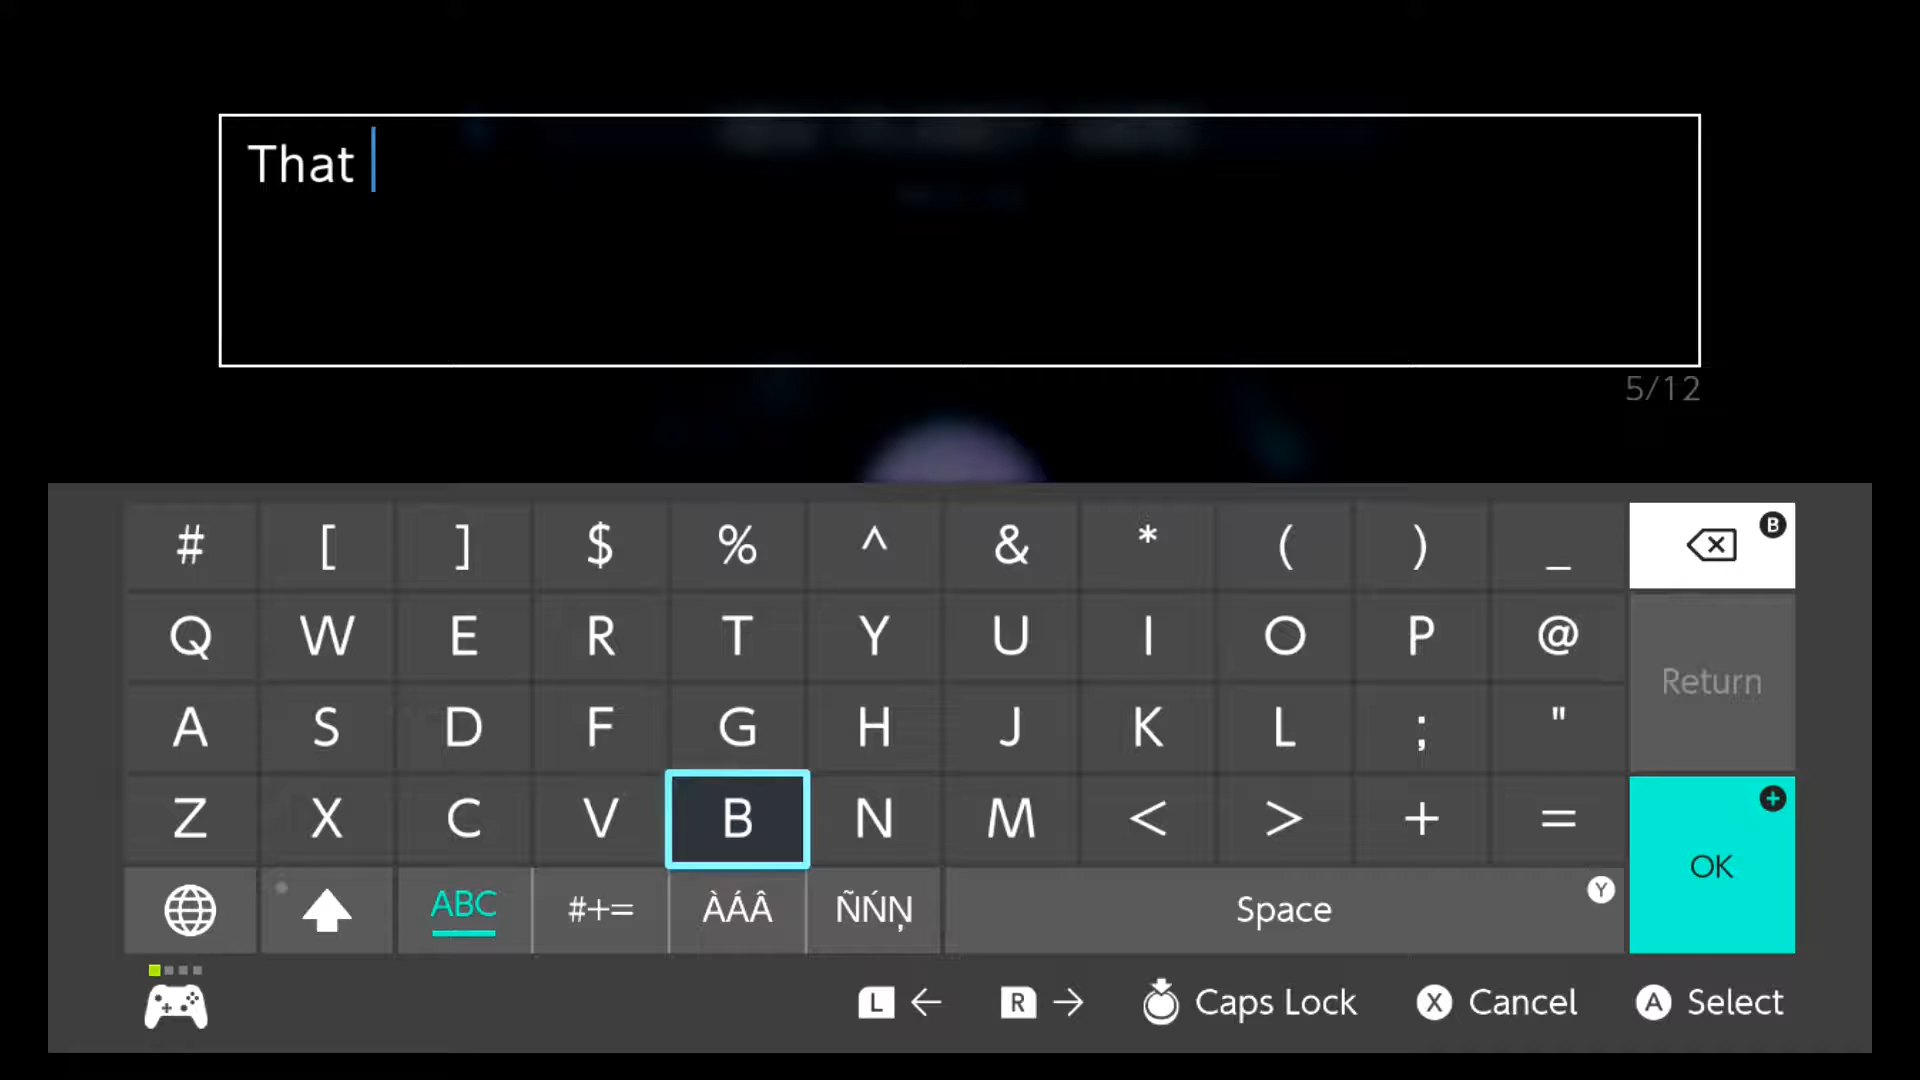 That
5/12
# [ ] $ % ^ & * ( ) _ B
Q W E R T Y U I O P @ Return
A S D F G H J K L ; "
Z X C V B N M < > + = + OK
ABC #+= ÀÁÂ ÑŃŅ Space Y
L ← R → Caps Lock X Cancel A Select